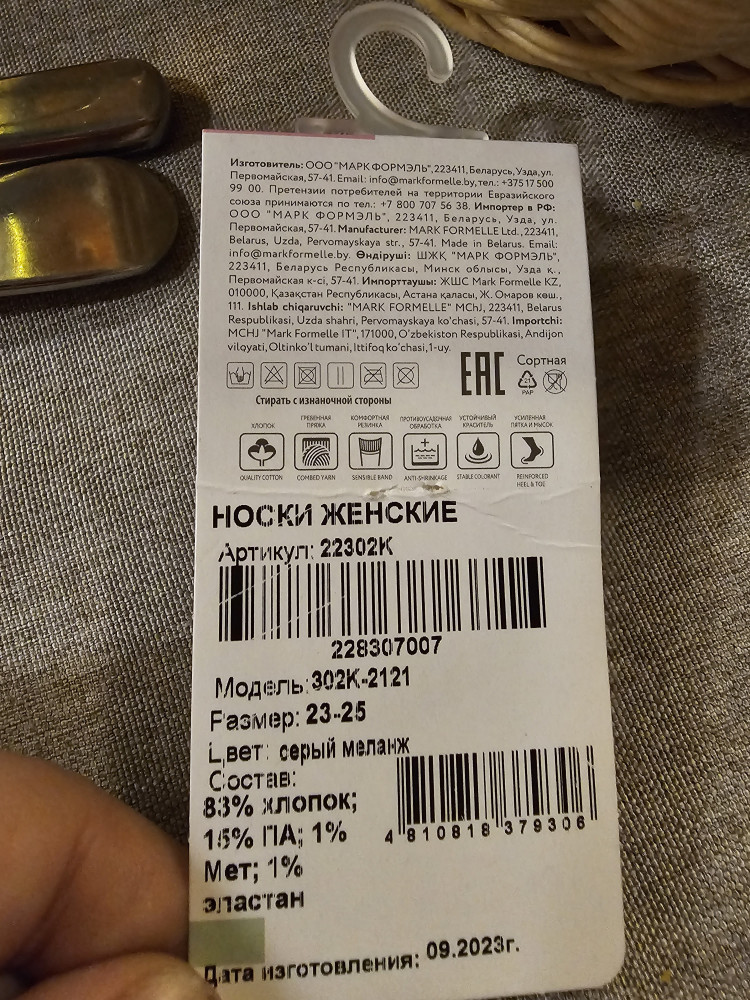 Изготовитель: ООО "МАРК ФОРМЭЛЬ", 223411, Беларусь, Узда, ул.
Первомайская, 57-41. Email: info@markformelle.by, тел.: +375 17 500
99 00. Претензии потребителей на территории Евразийского
союза принимаются по тел.: +7 800 707 56 38. Импортер в РФ:
ООО "МАРК ФОРМЭЛЬ", 223411, Беларусь, Узда, ул.
Первомайская, 57-41. Manufacturer: MARK FORMELLE Ltd., 223411,
Belarus, Uzda, Pervomayskaya str., 57-41. Made in Belarus. Email:
info@markformelle.by. Өндіруші: ШЖҚ "МАРК ФОРМЭЛЬ",
223411, Беларусь Республикасы, Минск облысы, Узда қ.,
Первомайская к-сі, 57-41. Импорттаушы: ЖШС Mark Formelle KZ,
010000, Қазақстан Республикасы, Астана қаласы, Ж. Омаров көш.,
111. Ishlab chiqaruvchi: "MARK FORMELLE" MChJ, 223411, Belarus
Respublikasi, Uzda shahri, Pervomayskaya ko'chasi, 57-41. Importchi:
MCHJ "Mark Formelle IT", 171000, O'zbekiston Respublikasi, Andijon
viloyati, Oltinko'l tumani, Ittifoq ko'chasi, 1-uy.
EAC
Сортная
21
PAP
Стирать с изнаночной стороны
ХЛОПОК
ГРЕБЕННАЯ ПРЯЖА
КОМФОРТНАЯ РЕЗИНКА
ПРОТИВОУСАДОЧНАЯ ОБРАБОТКА
УСТОЙЧИВЫЙ КРАСИТЕЛЬ
УСИЛЕННАЯ ПЯТКА И МЫСОК
QUALITY COTTON
COMBED YARN
SENSIBLE BAND
ANTI-SHRINKAGE
STABLE COLORANT
REINFORCED HEEL & TOE
НОСКИ ЖЕНСКИЕ
Артикул: 22302К
228307007
Модель: 302К-2121
Размер: 23-25
Цвет: серый меланж
Состав:
83% хлопок;
15% ПА; 1%
Мет; 1%
эластан
4 810818 379306
Дата изготовления: 09.2023г.